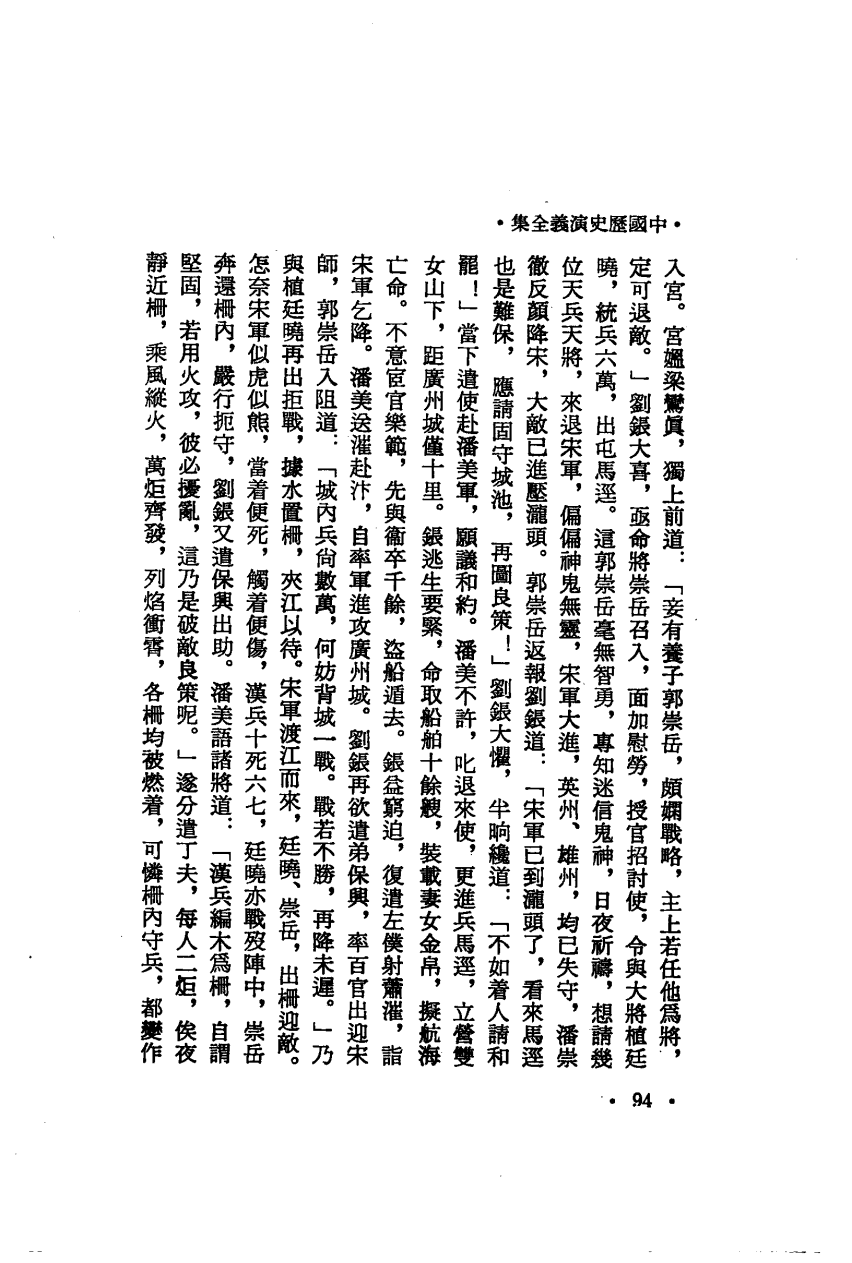 •中國歷史演義全集•
入宮。宮媼梁鸞眞，獨上前道：「妾有養子郭崇岳，頗嫻戰略，主上若任他爲將，
定可退敵。」劉鋹大喜，亟命將崇岳召入，面加慰勞，授官招討使，令與大將植廷
曉，統兵六萬，出屯馬逕。這郭崇岳毫無智勇，專知迷信鬼神，日夜祈禱，想請幾
位天兵天將，來退宋軍，偏偏神鬼無靈，宋軍大進，英州、雄州，均已失守，潘崇
徹反顏降宋，大敵已進壓瀧頭。郭崇岳返報劉鋹道：「宋軍已到瀧頭了，看來馬逕
也是難保，應請固守城池，再圖良策！」劉鋹大懼，半晌纔道：「不如着人請和
罷！」當下遣使赴潘美軍，願議和約。潘美不許，叱退來使，更進兵馬逕，立營雙
女山下，距廣州城僅十里。鋹逃生要緊，命取船舶十餘艘，裝載妻女金帛，擬航海
亡命。不意宦官樂範，先與衞卒千餘，盜船遁去。鋹益窮迫，復遣左僕射蕭漼，詣
宋軍乞降。潘美送漼赴汴，自率軍進攻廣州城。劉鋹再欲遣弟保興，率百官出迎宋
師，郭崇岳入阻道：「城內兵尙數萬，何妨背城一戰。戰若不勝，再降未遲。」乃
與植廷曉再出拒戰，據水置柵，夾江以待。宋軍渡江而來，廷曉、崇岳，出柵迎敵。
怎奈宋軍似虎似熊，當着便死，觸着便傷，漢兵十死六七，廷曉亦戰歿陣中，崇岳
奔還柵內，嚴行扼守，劉鋹又遣保興出助。潘美語諸將道：「漢兵編木爲柵，自謂
堅固，若用火攻，彼必擾亂，這乃是破敵良策呢。」遂分遣丁夫，每人二炬，俟夜
靜近柵，乘風縱火，萬炬齊發，列焰衝霄，各柵均被燃着，可憐柵內守兵，都變作
• 94 •